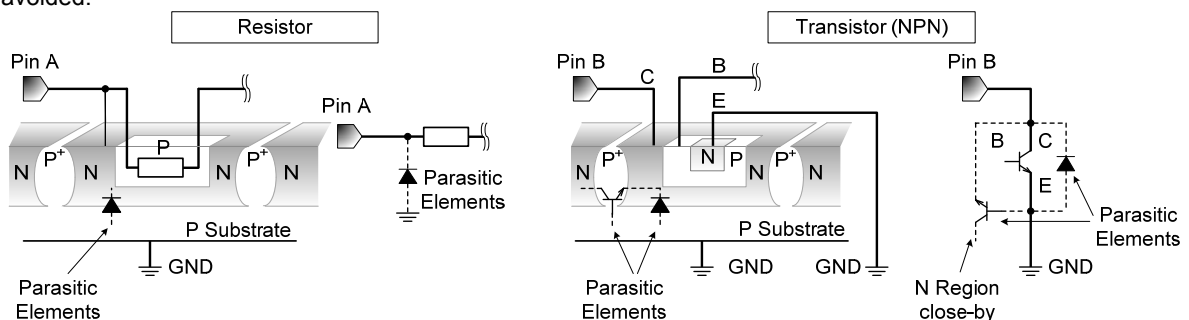 avoided.
Resistor
Transistor (NPN)
Pin A
Pin A
N
P+
N
P
N
P+
N
Parasitic
Elements
P Substrate
GND
Parasitic
Elements
Pin B
C
B
E
N
P+
N
P
P+
N
P Substrate
GND
GND
Parasitic
Elements
Pin B
B
C
E
Parasitic
Elements
GND
N Region
close-by